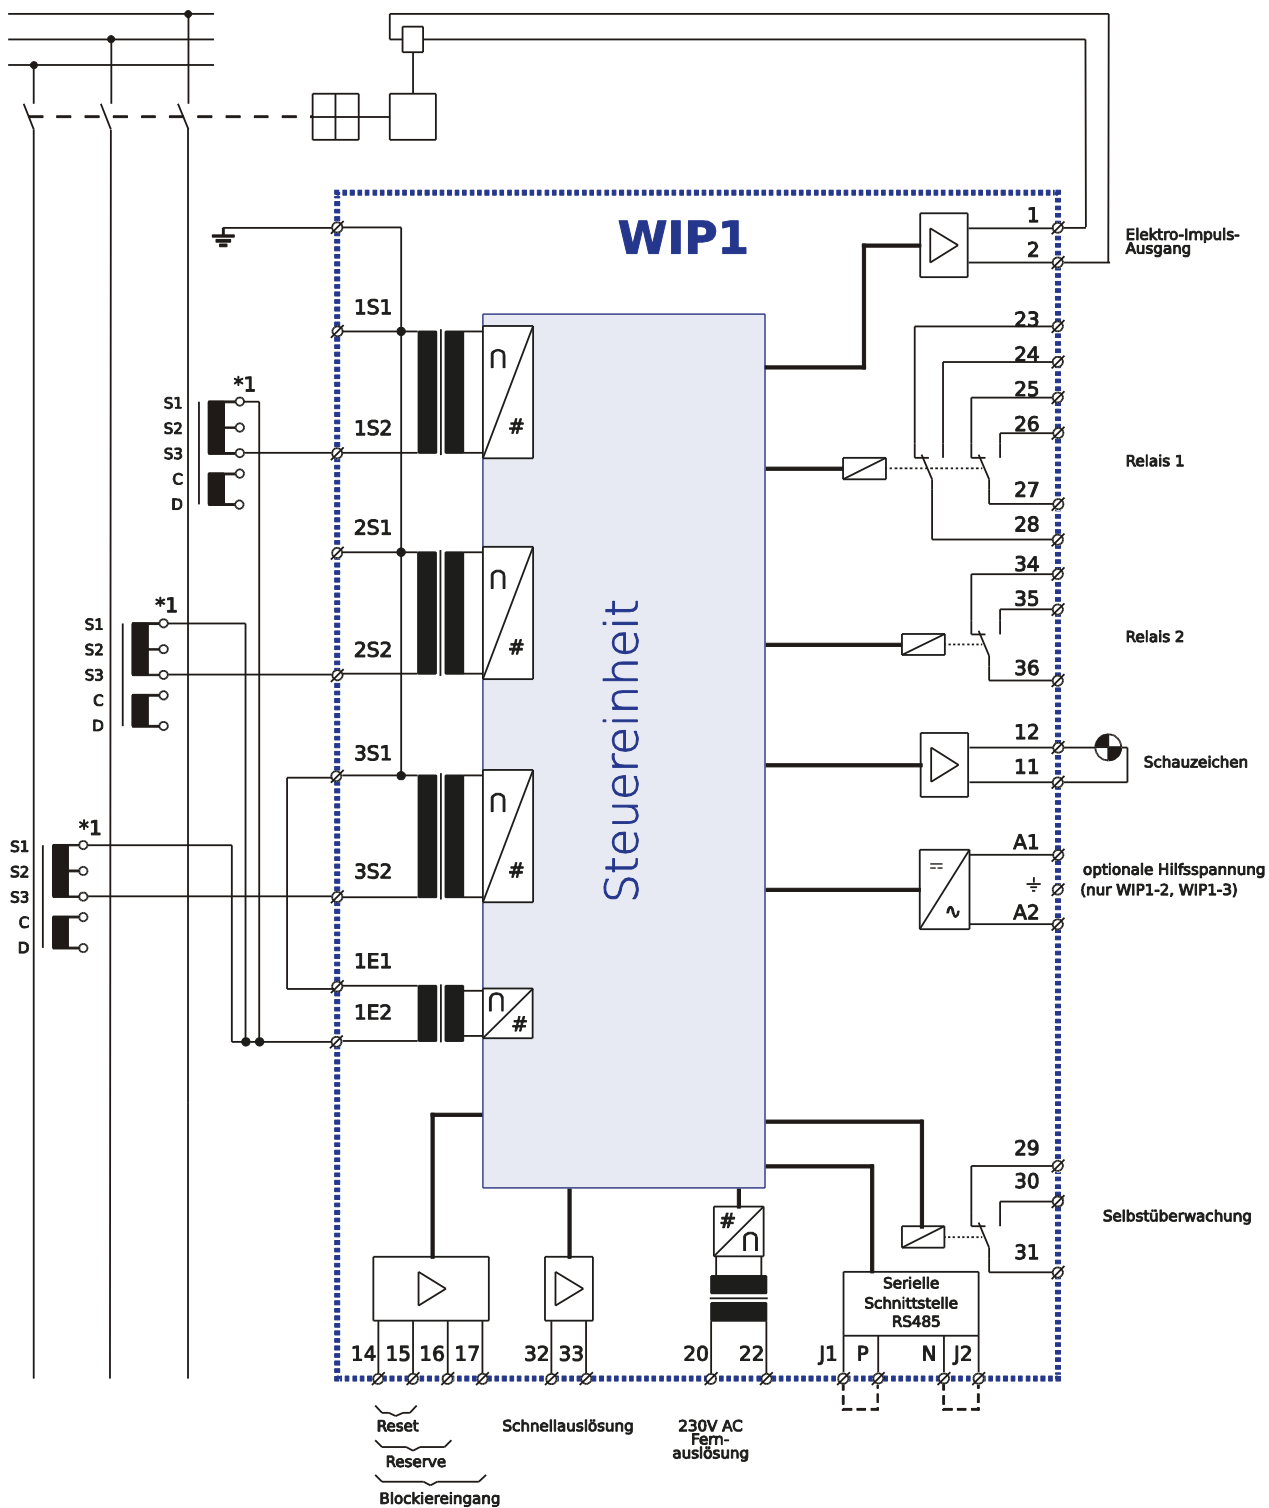 WIP1
1
2
Elektro-Impuls-
Ausgang
1S1
23
24
25
26
27
28
Relais 1
*1
S1
S2
S3
C
D
1S2
∩
#
2S1
34
35
36
Relais 2
*1
S1
S2
S3
C
D
2S2
∩
#
Steuereinheit
3S1
12
11
Schauzeichen
*1
S1
S2
S3
C
D
3S2
∩
#
A1
A2
optionale Hilfsspannung
(nur WIP1-2, WIP1-3)
1E1
1E2
∩
#
29
30
31
Selbstüberwachung
#
∩
Serielle
Schnittstelle
RS485
14 15 16 17 32 33 20 22 J1 P N J2
Reset
Reserve
Blockiereingang
Schnellauslösung
230V AC
Fern-
auslösung